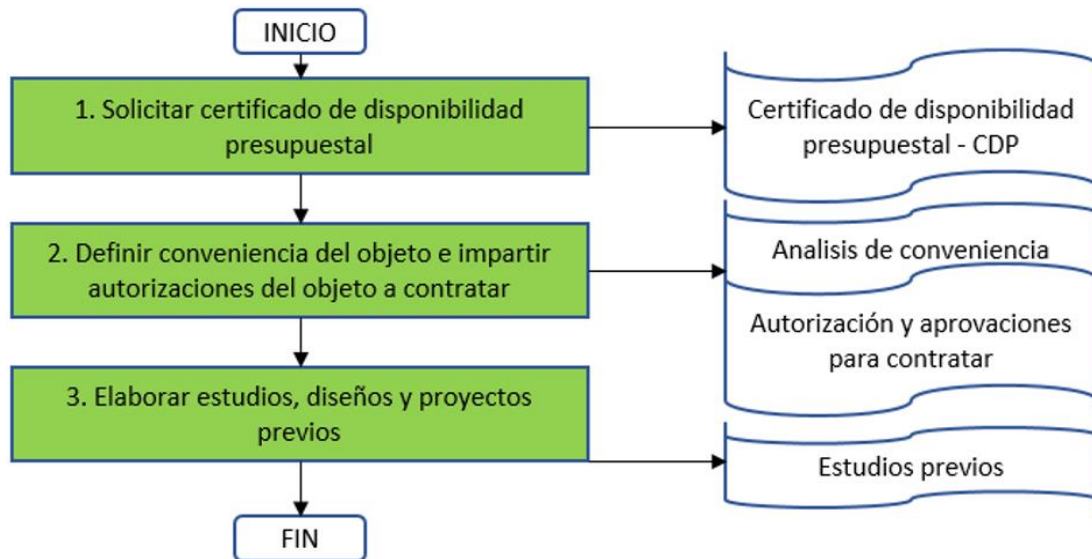 INICIO
1. Solicitar certificado de disponibilidad
presupuestal
Certificado de disponibilidad
presupuestal - CDP
2. Definir conveniencia del objeto e impartir
autorizaciones del objeto a contratar
Analisis de conveniencia
Autorización y aprovaciones
para contratar
3. Elaborar estudios, diseños y proyectos
previos
Estudios previos
FIN